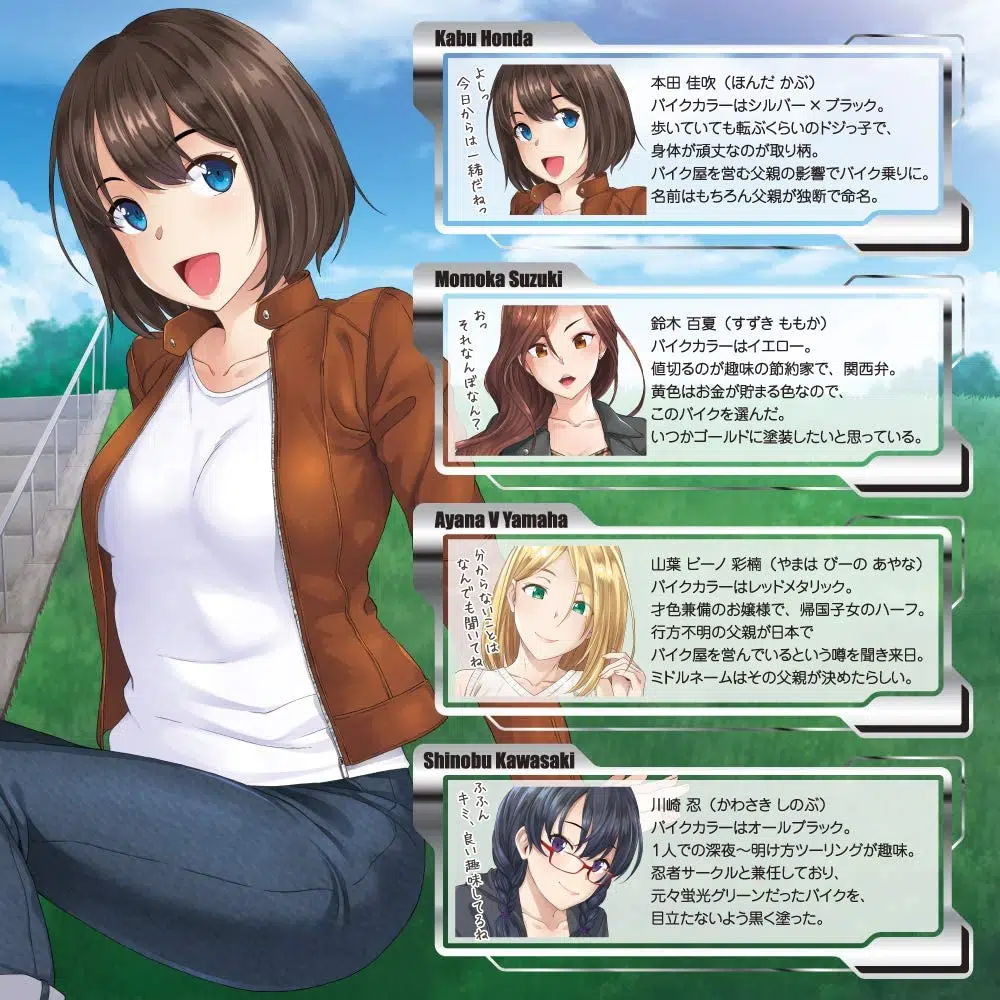 Kabu Honda
よしっ
今日からは一緒だねっ
本田 佳吹（ほんだ かぶ）
バイクカラーはシルバー×ブラック。
歩いていても転ぶくらいのドジっ子で、
身体が頑丈なのが取り柄。
バイク屋を営む父親の影響でバイク乗りに。
名前はもちろん父親が独断で命名。
Momoka Suzuki
おっ
それなんぼなん？
鈴木 百夏（すずき ももか）
バイクカラーはイエロー。
値切るのが趣味の節約家で、関西弁。
黄色はお金が貯まる色なので、
このバイクを選んだ。
いつかゴールドに塗装したいと思っている。
Ayana V Yamaha
分からないことは
なんでも聞いてね
山葉 ビーノ 彩楠（やまは びーの あやな）
バイクカラーはレッドメタリック。
才色兼備のお嬢様で、帰国子女のハーフ。
行方不明の父親が日本で
バイク屋を営んでいるという噂を聞き来日。
ミドルネームはその父親が決めたらしい。
Shinobu Kawasaki
ふふん
キミ、良い趣味してるね
川崎 忍（かわさき しのぶ）
バイクカラーはオールブラック。
1人での深夜～明け方ツーリングが趣味。
忍者サークルと兼任しており、
元々蛍光グリーンだったバイクを、
目立たないよう黒く塗った。